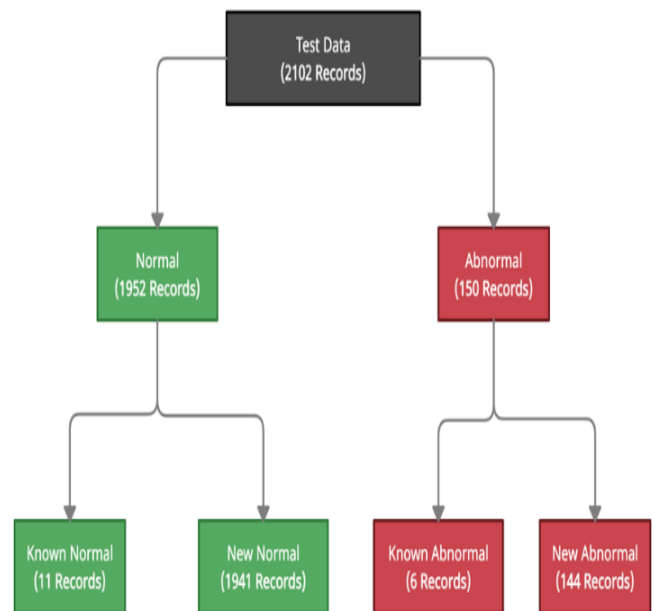 Test Data
(2102 Records)
Normal
(1952 Records)
Abnormal
(150 Records)
Known Normal
(11 Records)
New Normal
(1941 Records)
Known Abnormal
(6 Records)
New Abnormal
(144 Records)